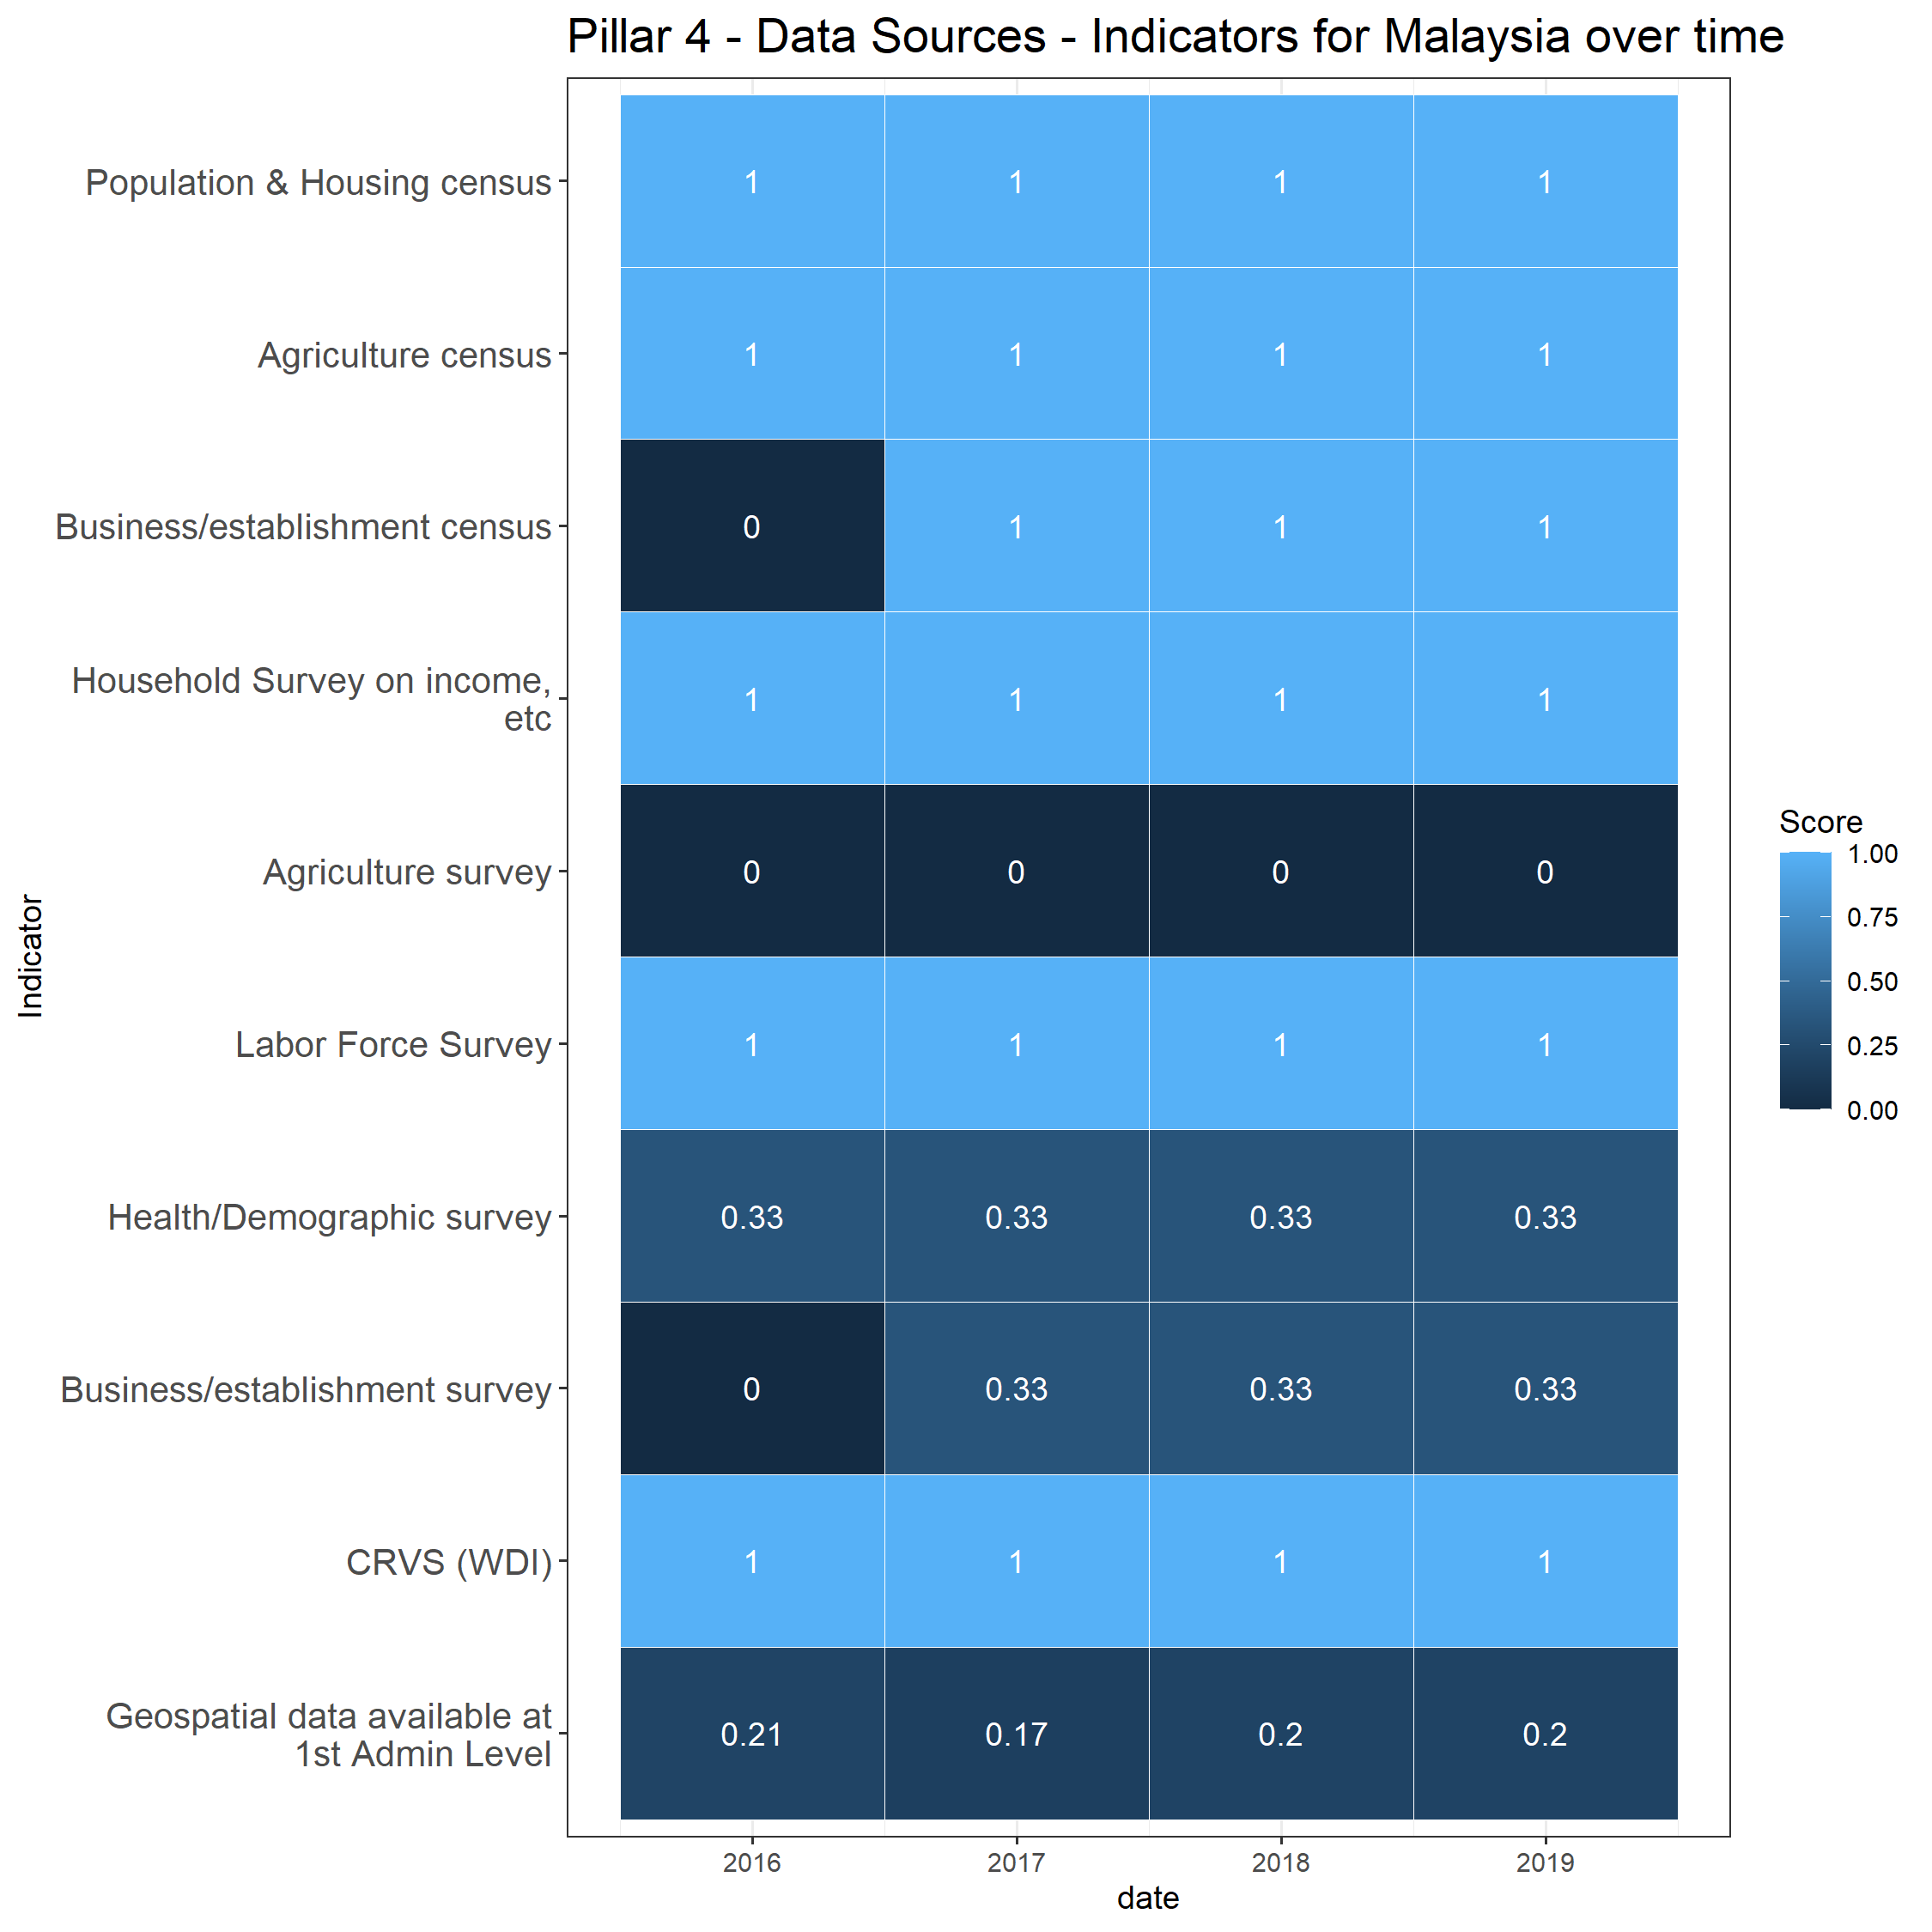 Pillar 4 - Data Sources - Indicators for Malaysia over time
Indicator
Population & Housing census
1 1 1 1
Agriculture census
1 1 1 1
Business/establishment census
0 1 1 1
Household Survey on income,
etc
1 1 1 1
Agriculture survey
0 0 0 0
Labor Force Survey
1 1 1 1
Health/Demographic survey
0.33 0.33 0.33 0.33
Business/establishment survey
0 0.33 0.33 0.33
CRVS (WDI)
1 1 1 1
Geospatial data available at
1st Admin Level
0.21 0.17 0.2 0.2
2016 2017 2018 2019
date
Score
1.00
0.75
0.50
0.25
0.00